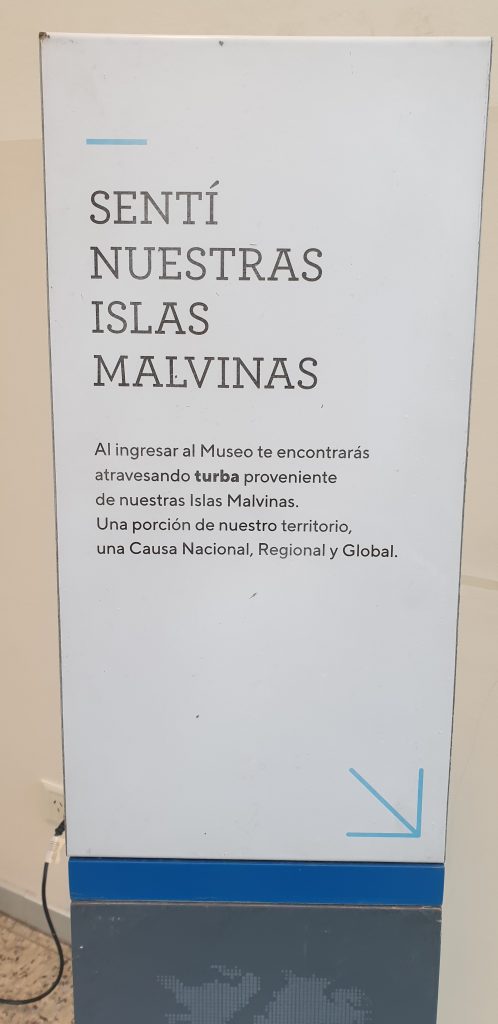 SENTÍ
NUESTRAS
ISLAS
MALVINAS
Al ingresar al Museo te encontrarás
atravesando turba proveniente
de nuestras Islas Malvinas.
Una porción de nuestro territorio,
una Causa Nacional, Regional y Global.